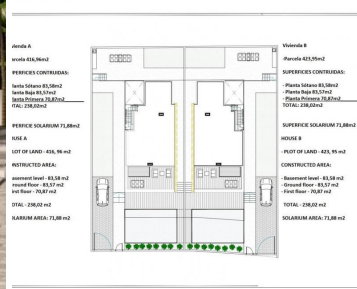 vienda A
arcela 416,96m2
PERFICIES CONTRUIDAS:
lanta Sótano 83,58m2
lanta Baja 83,57m2
lanta Primera 70,87m2
TAL: 238,02m2
PERFICIE SOLARIUM 71,88m2
USE A
LOT OF LAND - 416, 96 m2
NSTRUCTED AREA:
asement level - 83,58 m2
round floor - 83,57 m2
irst floor - 70,87 m2
OTAL - 238,02 m2
LARIUM AREA: 71,88 m2
Vivienda B
-Parcela 423,95m2
SUPERFICIES CONTRUIDAS:
- Planta Sótano 83,58m2
- Planta Baja 83,57m2
- Planta Primera 70,87m2
TOTAL: 238,02m2
SUPERFICIE SOLARIUM 71,88m2
HOUSE B
-PLOT OF LAND - 423, 95 m2
CONSTRUCTED AREA:
- Basement level - 83,58 m2
- Ground floor - 83,57 m2
- First floor - 70,87 m2
TOTAL - 238,02 m2
SOLARIUM AREA: 71,88 m2